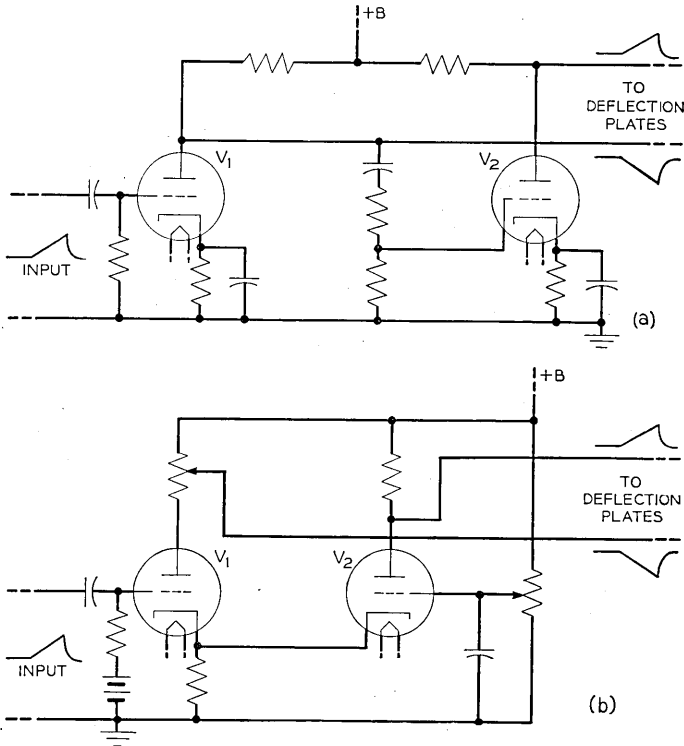 +B
TO
DEFLECTION
PLATES
V1
V2
INPUT
(a)
+B
TO
DEFLECTION
PLATES
V1
V2
INPUT
(b)